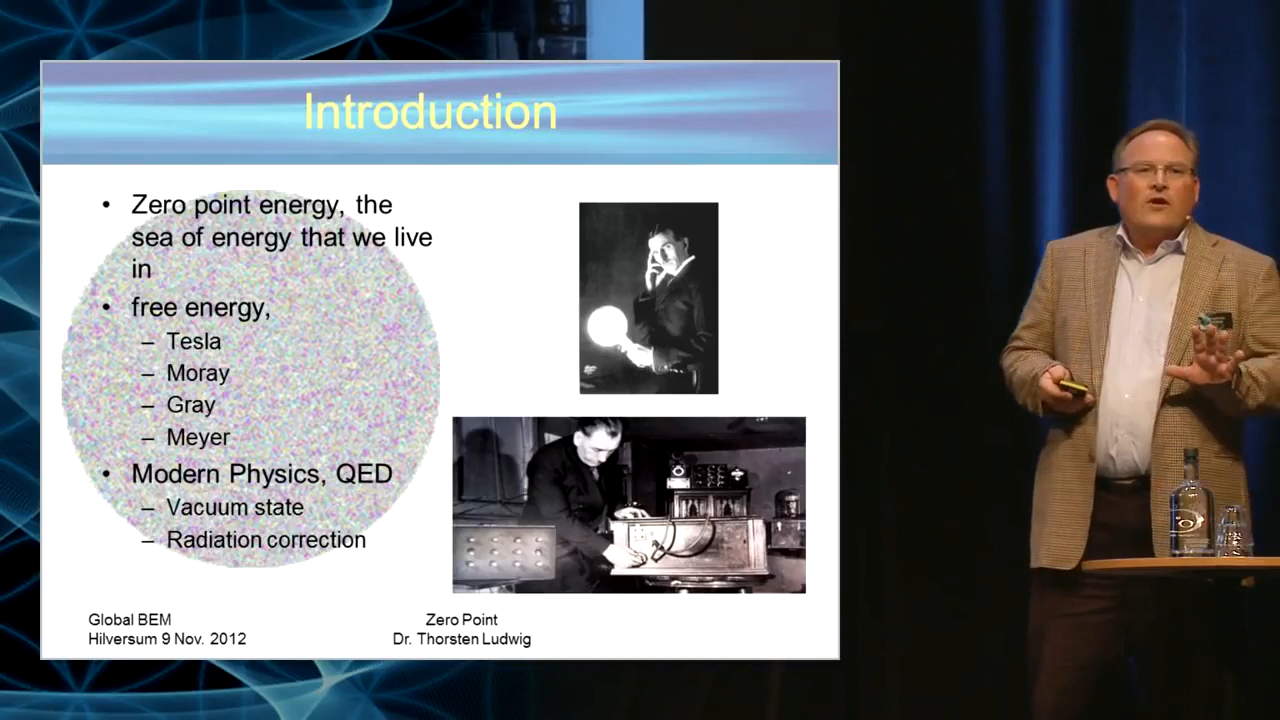 Introduction
• Zero point energy, the
sea of energy that we live
in
• free energy,
– Tesla
– Moray
– Gray
– Meyer
• Modern Physics, QED
– Vacuum state
– Radiation correction
Global BEM
Hilversum 9 Nov. 2012
Zero Point
Dr. Thorsten Ludwig